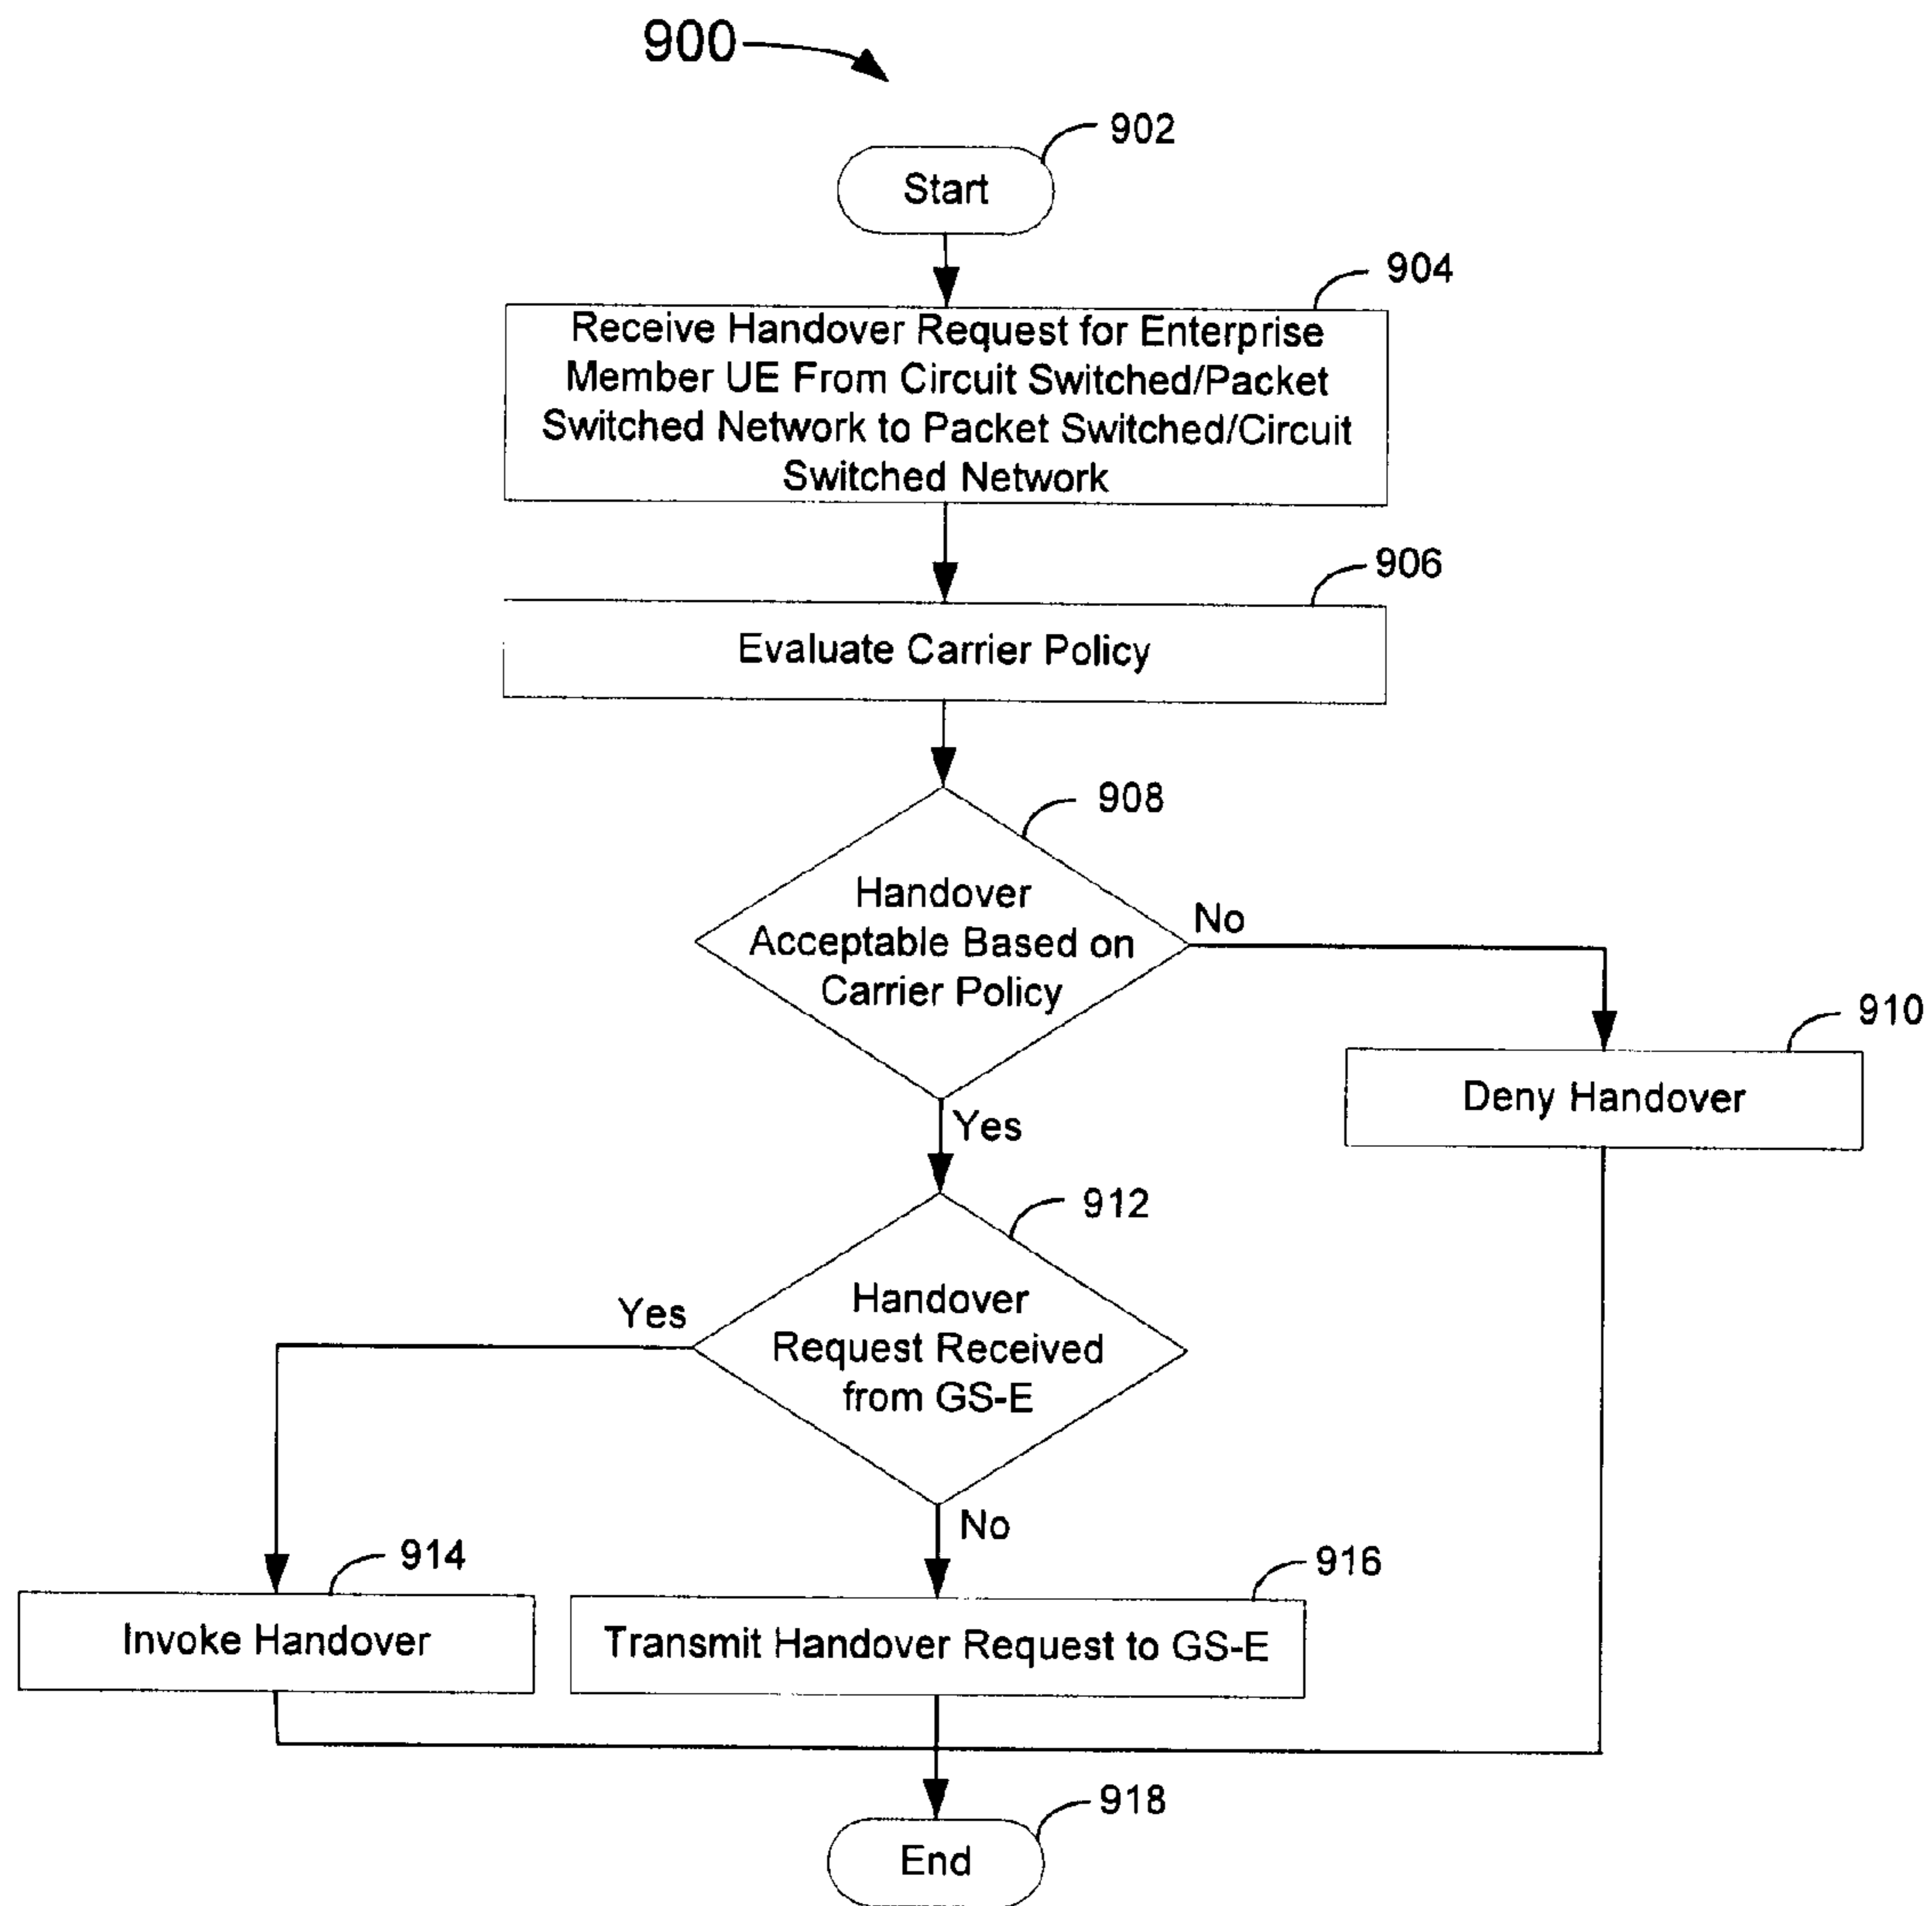 900
902
Start
904
Receive Handover Request for Enterprise
Member UE From Circuit Switched/Packet
Switched Network to Packet Switched/Circuit
Switched Network
906
Evaluate Carrier Policy
908
Handover
Acceptable Based on
Carrier Policy
No
910
Deny Handover
Yes
912
Handover
Request Received
from GS-E
Yes
No
914
Invoke Handover
916
Transmit Handover Request to GS-E
918
End